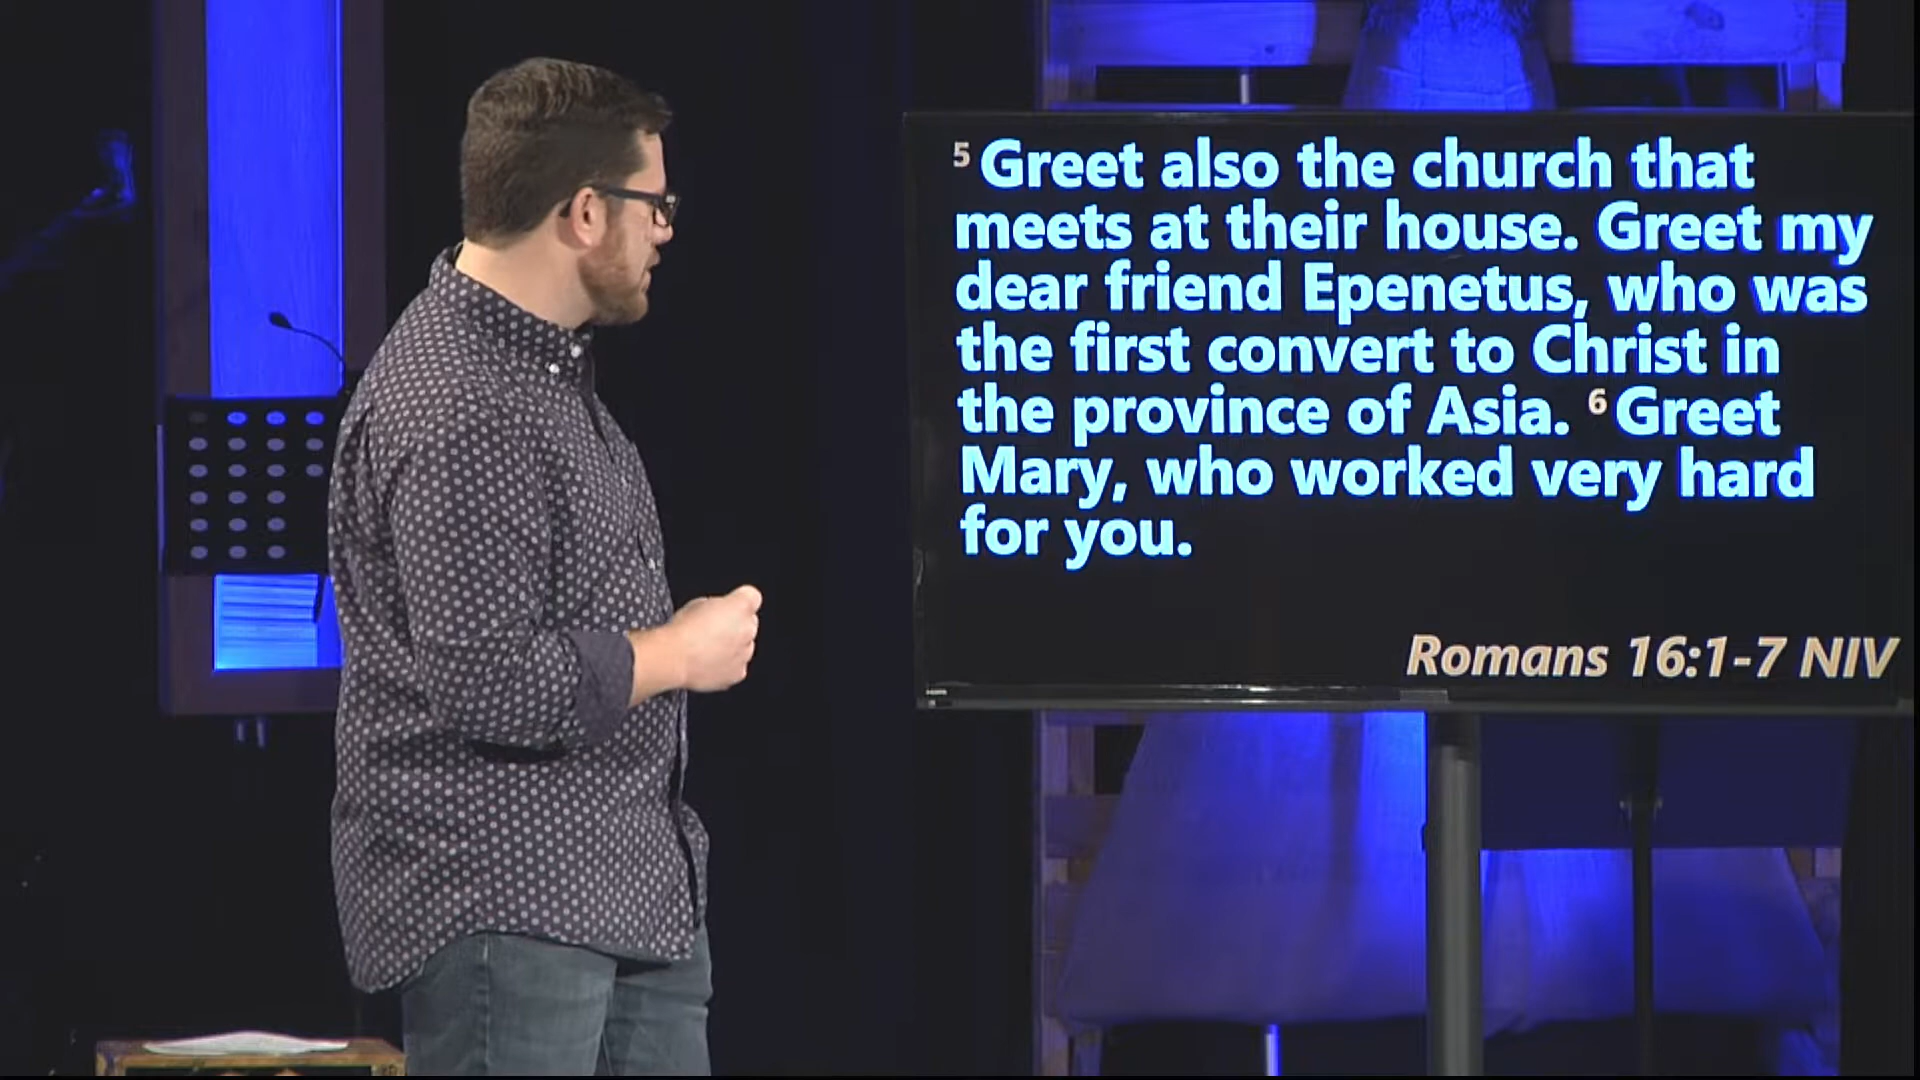 5 Greet also the church that
meets at their house. Greet my
dear friend Epenetus, who was
the first convert to Christ in
the province of Asia. 6 Greet
Mary, who worked very hard
for you.
Romans 16:1-7 NIV